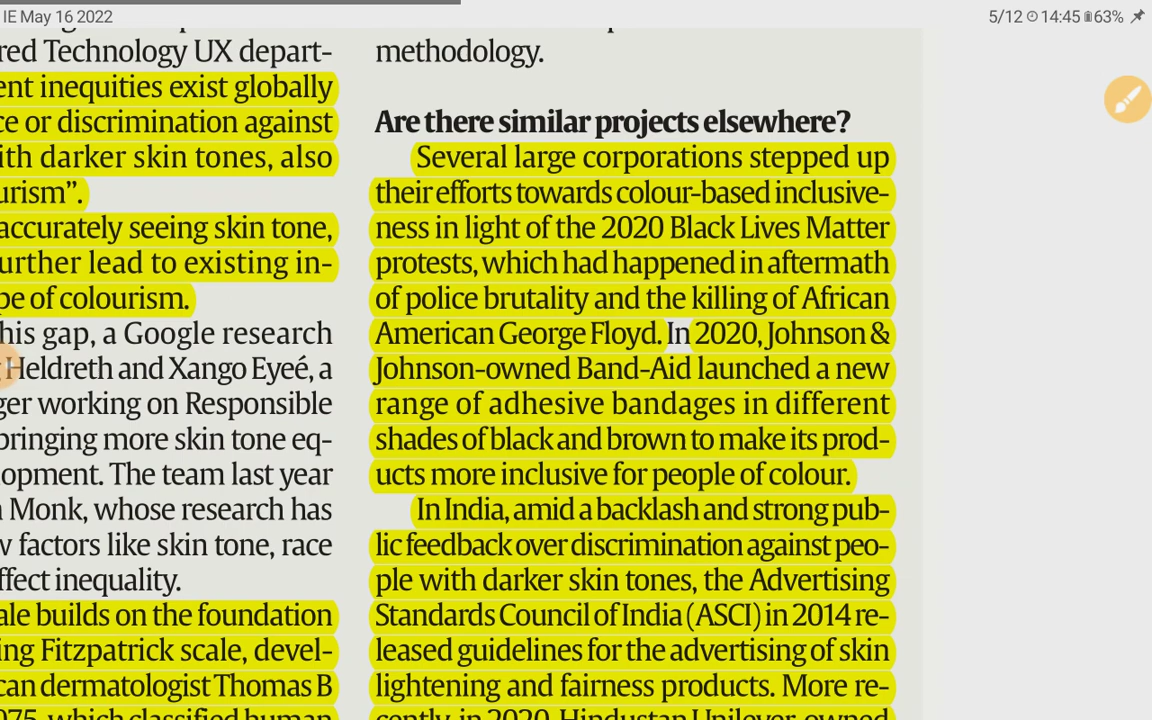 IE May 16 2022
5/12 14:45 63%
red Technology UX depart-
ent inequities exist globally
ce or discrimination against
ith darker skin tones, also
urism”.
accurately seeing skin tone,
urther lead to existing in-
pe of colourism.
his gap, a Google research
Heldreth and Xango Eyeé, a
ger working on Responsible
bringing more skin tone eq-
opment. The team last year
n Monk, whose research has
w factors like skin tone, race
ffect inequality.
ale builds on the foundation
ing Fitzpatrick scale, devel-
can dermatologist Thomas B
975, which classified human
methodology.
Are there similar projects elsewhere?
Several large corporations stepped up
their efforts towards colour-based inclusive-
ness in light of the 2020 Black Lives Matter
protests, which had happened in aftermath
of police brutality and the killing of African
American George Floyd. In 2020, Johnson &
Johnson-owned Band-Aid launched a new
range of adhesive bandages in different
shades of black and brown to make its prod-
ucts more inclusive for people of colour.
In India, amid a backlash and strong pub-
lic feedback over discrimination against peo-
ple with darker skin tones, the Advertising
Standards Council of India (ASCI) in 2014 re-
leased guidelines for the advertising of skin
lightening and fairness products. More re-
cently, in 2020, Hindustan Unilever-owned